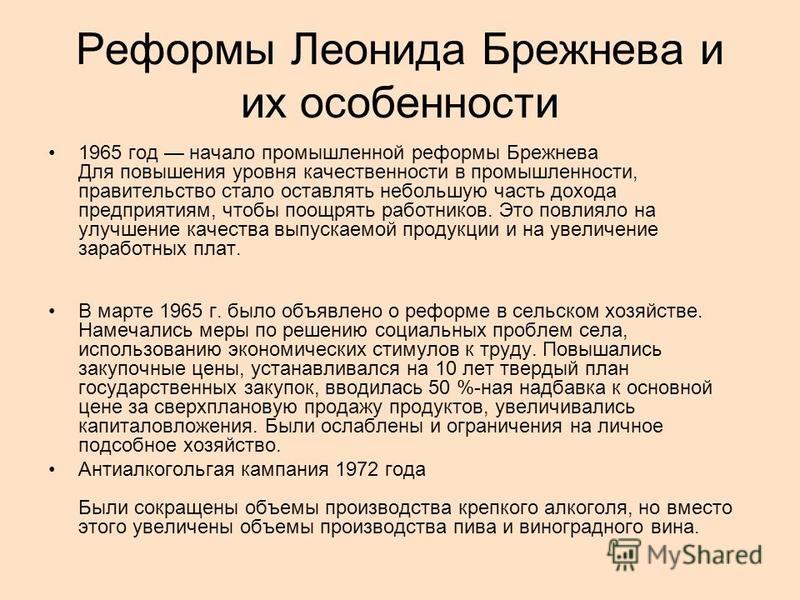 Реформы Леонида Брежнева и
их особенности
• 1965 год — начало промышленной реформы Брежнева
Для повышения уровня качественности в промышленности,
правительство стало оставлять небольшую часть дохода
предприятиям, чтобы поощрять работников. Это повлияло на
улучшение качества выпускаемой продукции и на увеличение
заработных плат.
• В марте 1965 г. было объявлено о реформе в сельском хозяйстве.
Намечались меры по решению социальных проблем села,
использованию экономических стимулов к труду. Повышались
закупочные цены, устанавливался на 10 лет твердый план
государственных закупок, вводилась 50 %-ная надбавка к основной
цене за сверхплановую продажу продуктов, увеличивались
капиталовложения. Были ослаблены и ограничения на личное
подсобное хозяйство.
• Антиалкогольгая кампания 1972 года
Были сокращены объемы производства крепкого алкоголя, но вместо
этого увеличены объемы производства пива и виноградного вина.
MyShared